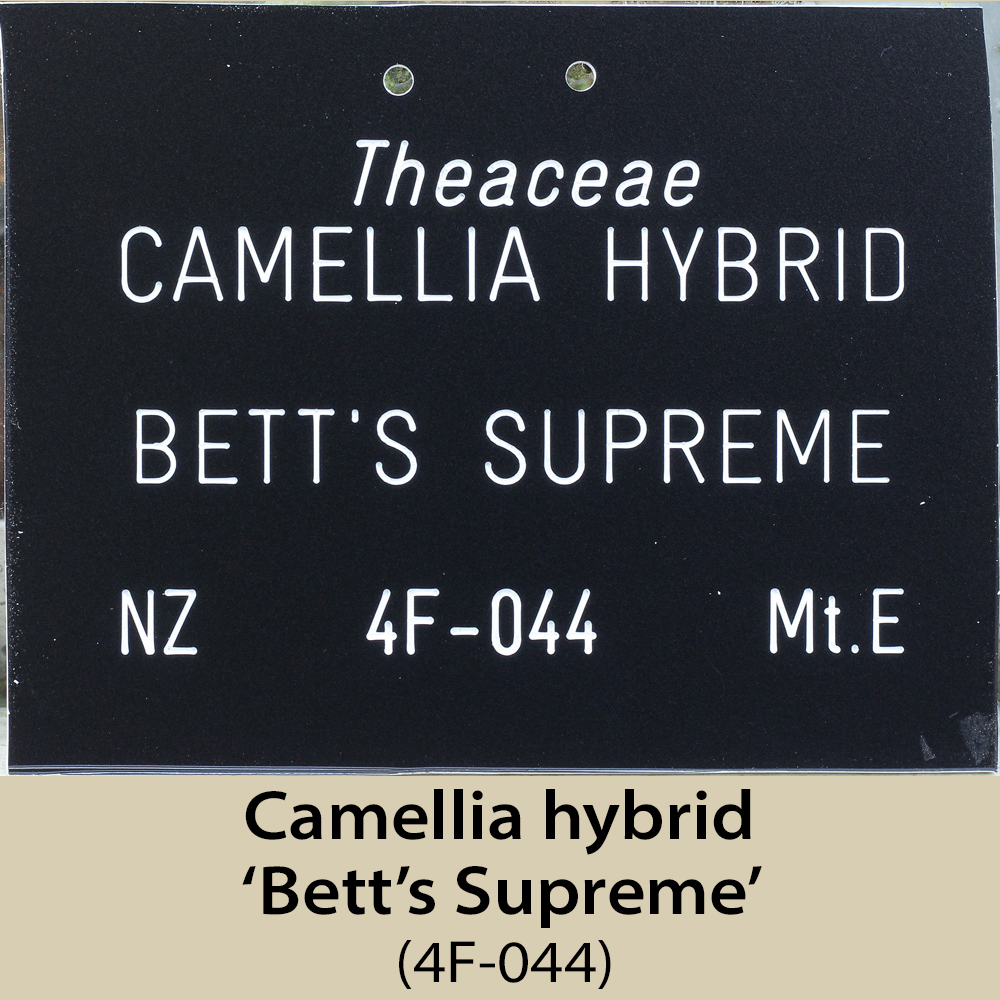 Theaceae
CAMELLIA HYBRID
BETT'S SUPREME
NZ 4F-044 Mt.E
Camellia hybrid
‘Bett’s Supreme’
(4F-044)